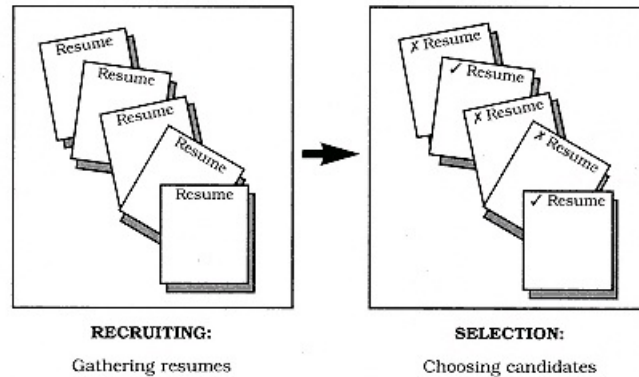 Resume
Resume
Resume
Resume
Resume
✗ Resume
✓ Resume
✗ Resume
✗ Resume
✓ Resume
RECRUITING:
Gathering resumes
SELECTION:
Choosing candidates